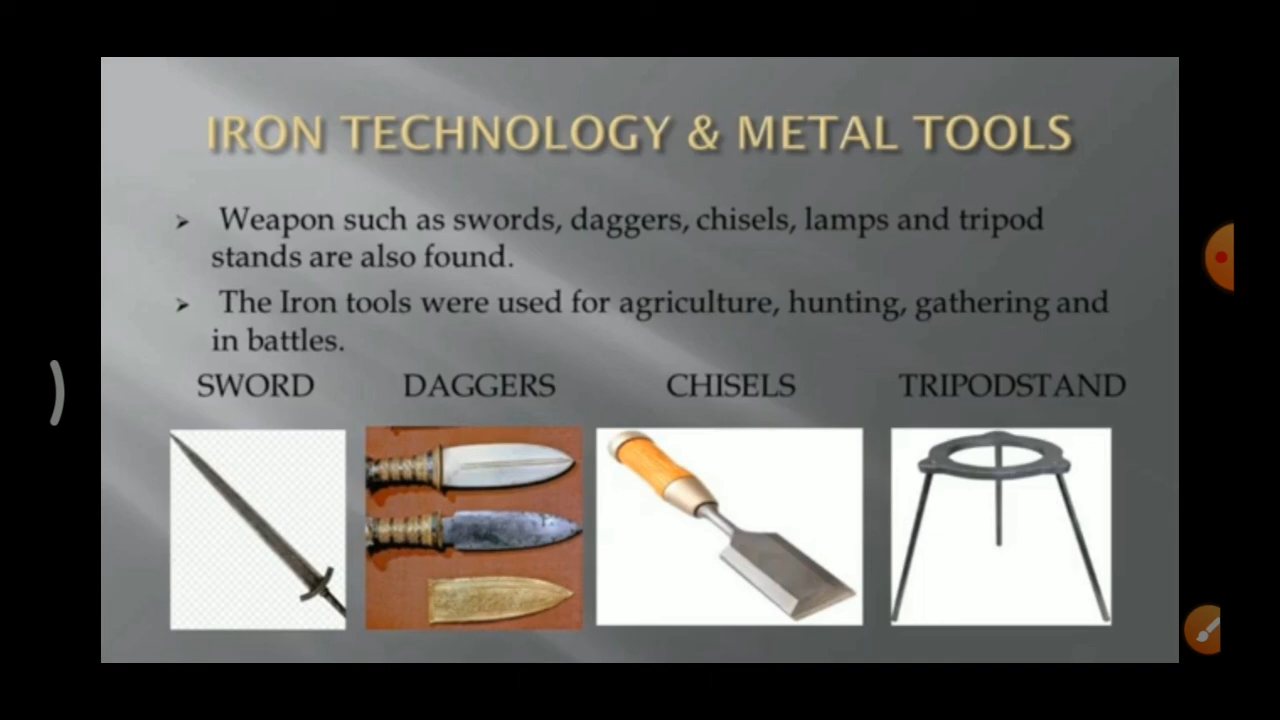 IRON TECHNOLOGY & METAL TOOLS
➢ Weapon such as swords, daggers, chisels, lamps and tripod
stands are also found.
➢ The Iron tools were used for agriculture, hunting, gathering and
in battles.
SWORD DAGGERS CHISELS TRIPODSTAND